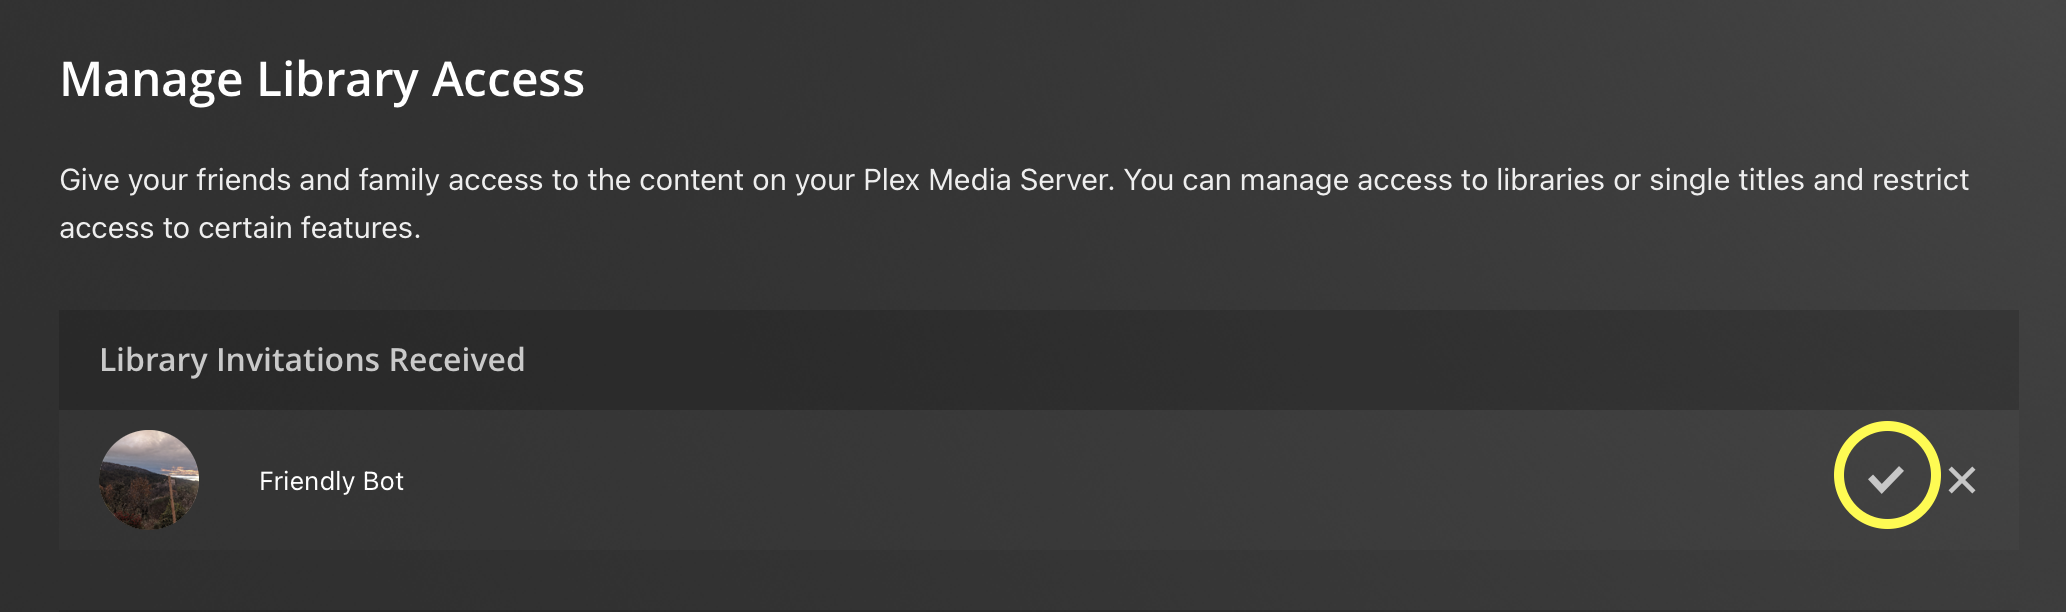 Manage Library Access
Give your friends and family access to the content on your Plex Media Server. You can manage access to libraries or single titles and restrict
access to certain features.
Library Invitations Received
Friendly Bot